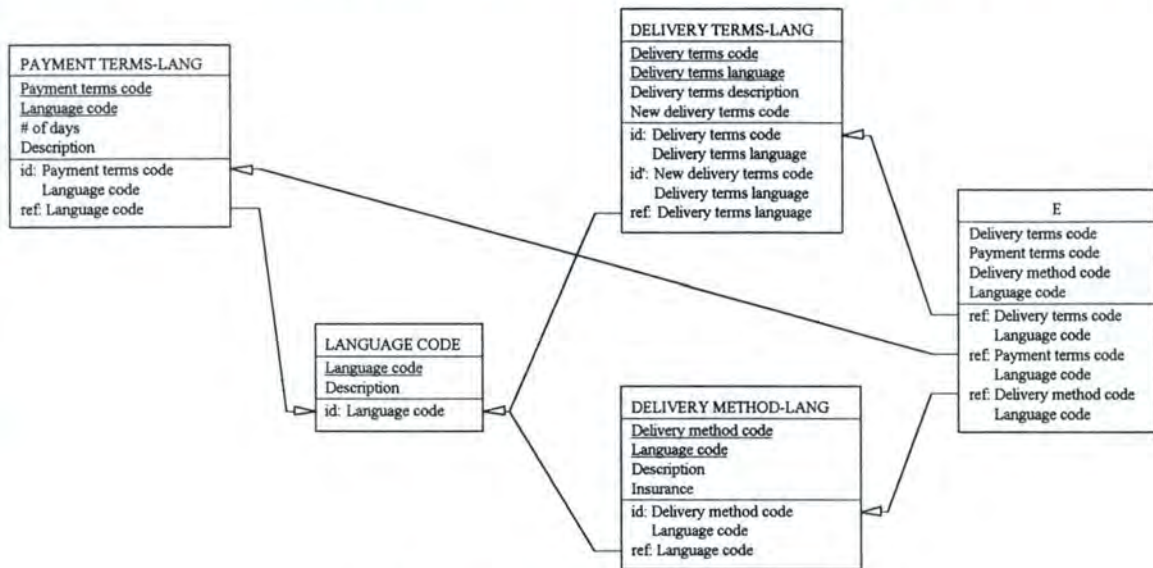 PAYMENT TERMS-LANG
Payment terms code
Language code
# of days
Description
id: Payment terms code
Language code
ref: Language code
LANGUAGE CODE
Language code
Description
id: Language code
DELIVERY TERMS-LANG
Delivery terms code
Delivery terms language
Delivery terms description
New delivery terms code
id: Delivery terms code
Delivery terms language
id': New delivery terms code
Delivery terms language
ref: Delivery terms language
DELIVERY METHOD-LANG
Delivery method code
Language code
Description
Insurance
id: Delivery method code
Language code
ref: Language code
E
Delivery terms code
Payment terms code
Delivery method code
Language code
ref: Delivery terms code
Language code
ref: Payment terms code
Language code
ref: Delivery method code
Language code